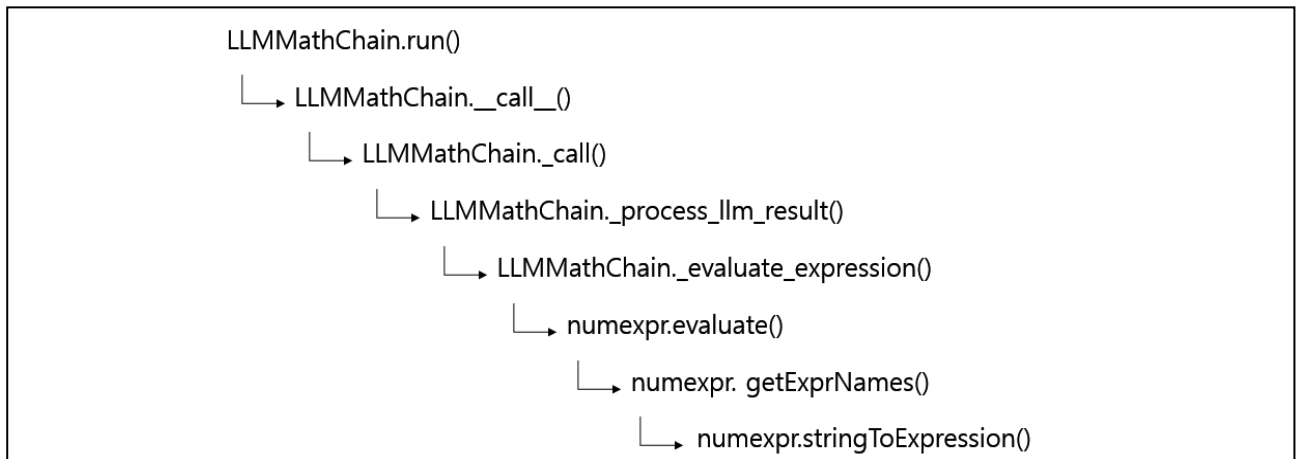 LLMMathChain.run()
LLMMathChain.__call__()
LLMMathChain._call()
LLMMathChain._process_llm_result()
LLMMathChain._evaluate_expression()
numexpr.evaluate()
numexpr. getExprNames()
numexpr.stringToExpression()